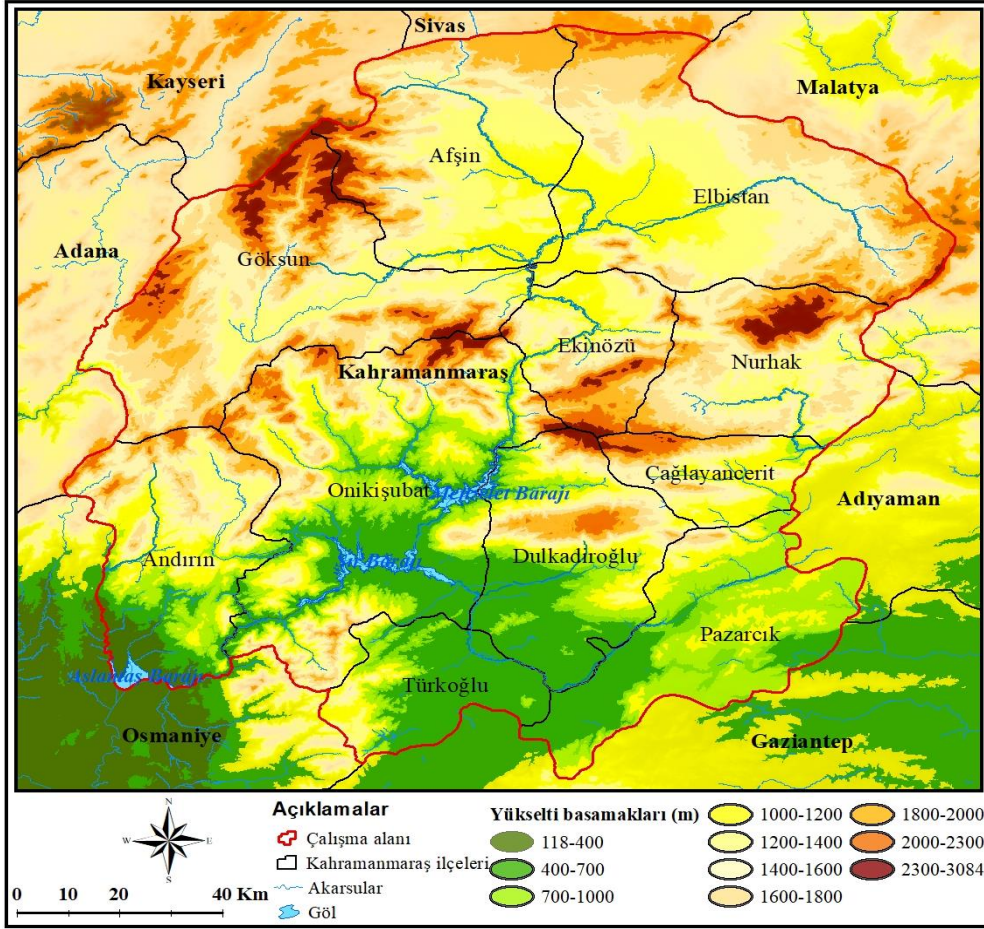 Sivas
Kayseri
Malatya
Afşin
Elbistan
Adana
Göksun
Ekinözü
Kahramanmaraş
Nurhak
Çağlayancerit
Onikişubat
Barajı
Adıyaman
Andırın
Dulkadiroğlu
Barajı
Pazarcık
Aslantaş Barajı
Türkoğlu
Osmaniye
Gaziantep
N
W E
S
0 10 20 40 Km
Açıklamalar
Çalışma alanı
Kahramanmaraş ilçeleri
Akarsular
Göl
Yükselti basamakları (m)
118-400
400-700
700-1000
1000-1200
1200-1400
1400-1600
1600-1800
1800-2000
2000-2300
2300-3084